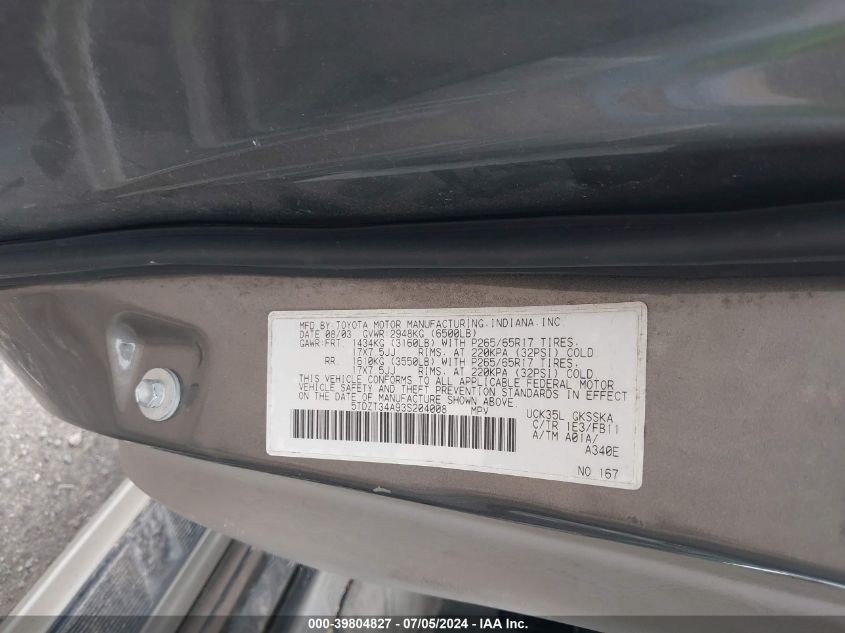 MFD.BY:TOYOTA MOTOR MANUFACTURING.INDIANA.INC
DATE 08/03 GVWR 2948KG (6500LB)
GAWR:FRT 1434KG (3160LB) WITH P265/65R17 TIRES.
17X7.5JJ RIMS. AT 220KPA (32PSI) COLD
RR. 1610KG (3550LB) WITH P265/65R17 TIRES.
17X7.5JJ RIMS. AT 220KPA (32PSI) COLD
THIS VEHICLE CONFORMS TO ALL APPLICABLE FEDERAL MOTOR
VEHICLE SAFETY AND THEFT PREVENTION STANDARDS IN EFFECT
ON THE DATE OF MANUFACTURE SHOWN ABOVE.
5TDZT34A93S204008 MPV
UCK35L GKSSKA
C/TR 1E3/FB11
A/TM A01A/
A340E
NO 167
000-39804827 - 07/05/2024 - IAA Inc.